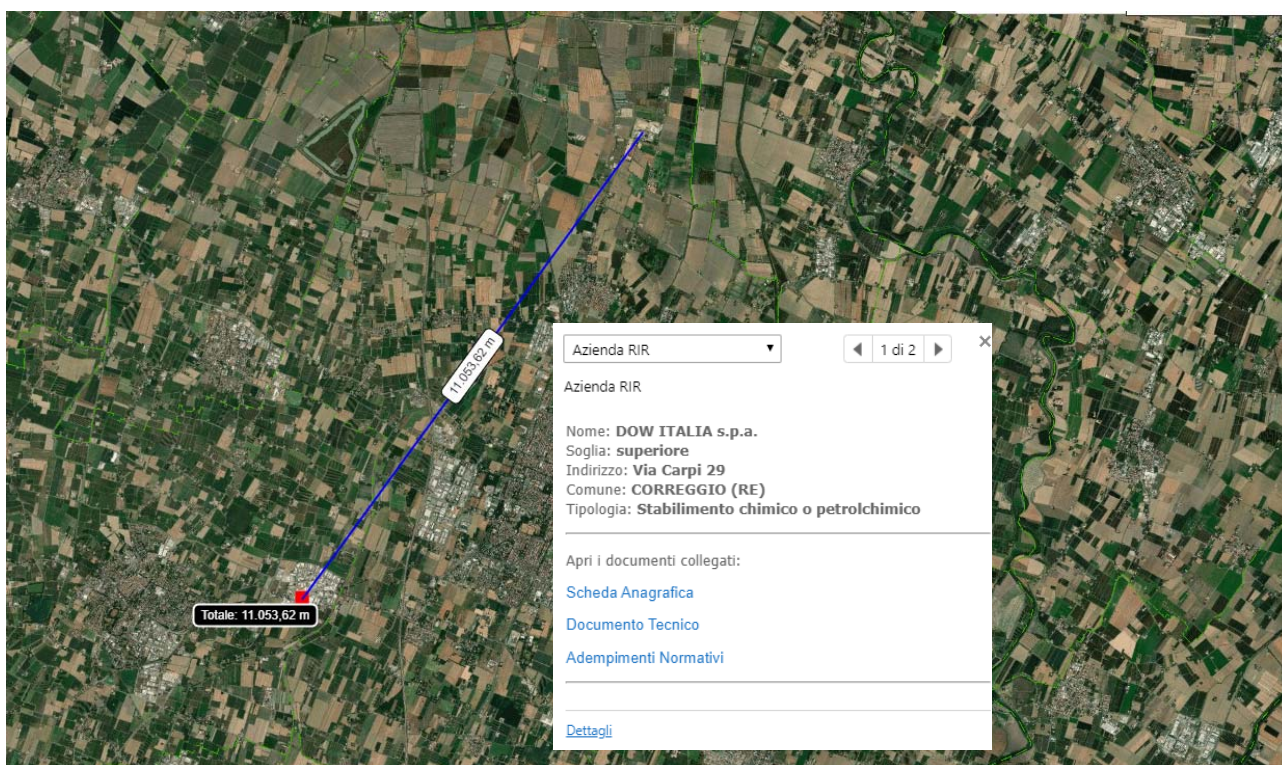 11.053,62 m
Totale: 11.053,62 m
Azienda RIR
1 di 2
Azienda RIR
Nome: DOW ITALIA s.p.a.
Soglia: superiore
Indirizzo: Via Carpi 29
Comune: CORREGGIO (RE)
Tipologia: Stabilimento chimico o petrolchimico
Apri i documenti collegati:
Scheda Anagrafica
Documento Tecnico
Adempimenti Normativi
Dettagli